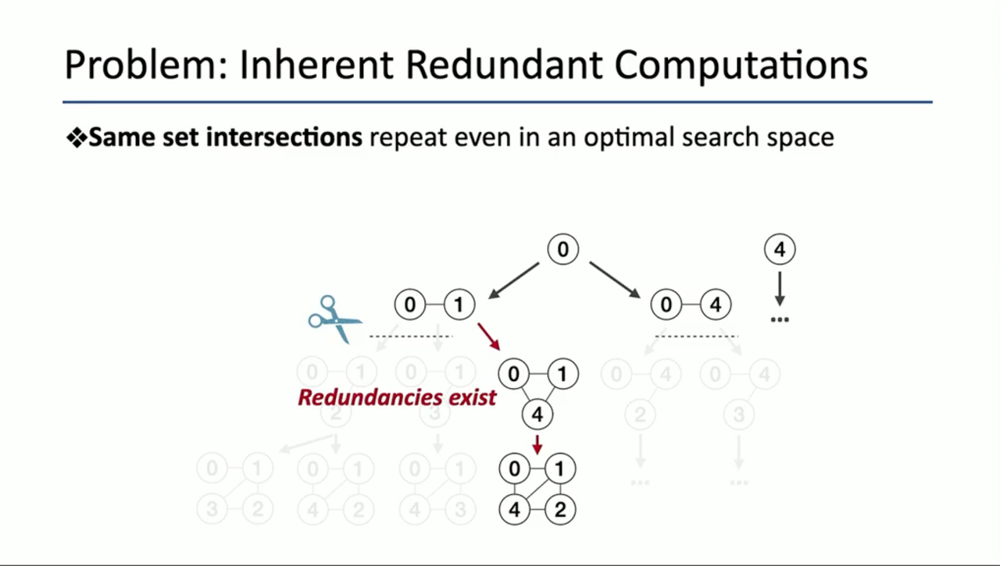 Problem: Inherent Redundant Computations
❖Same set intersections repeat even in an optimal search space
0 4
0 1 0 4 ...
0 1 0 1 0 1 0 4 0 4
Redundancies exist
2 3 4 2 3
0 1 0 1 0 1 0 1 ... ...
3 2 4 2 4 3 4 2